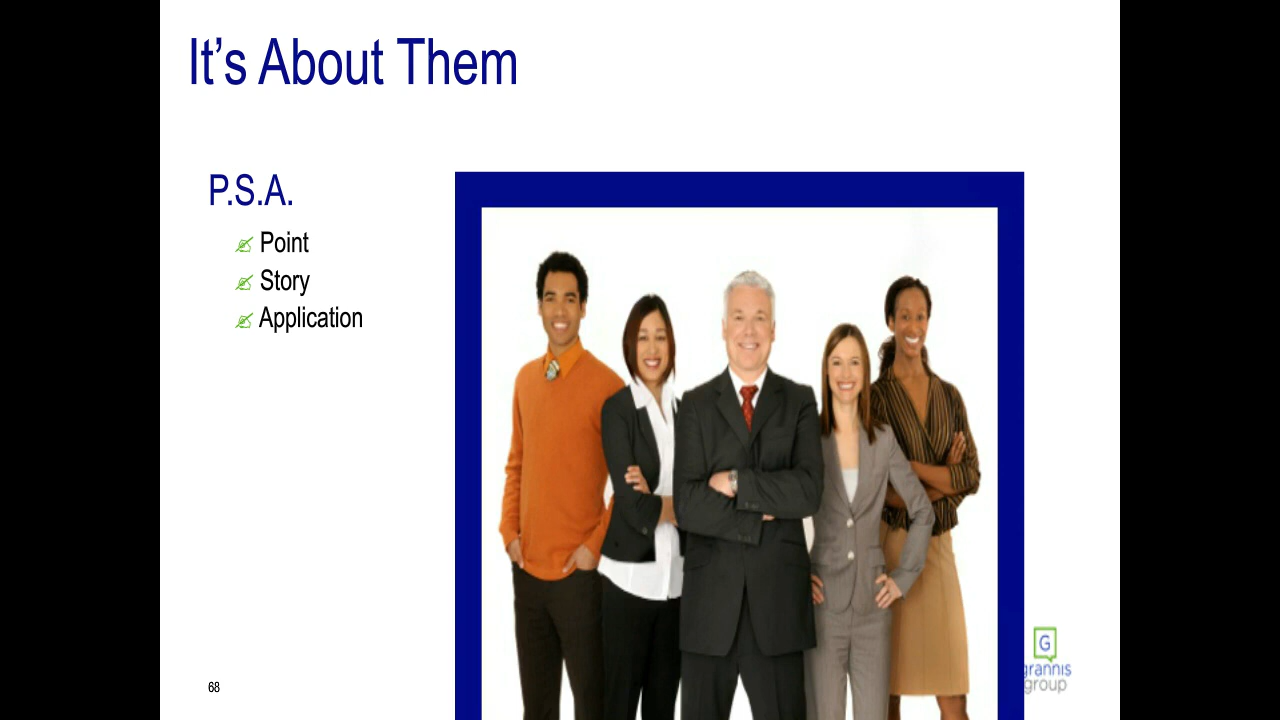 It's About Them
P.S.A.
Point
Story
Application
68
G
grannis
group